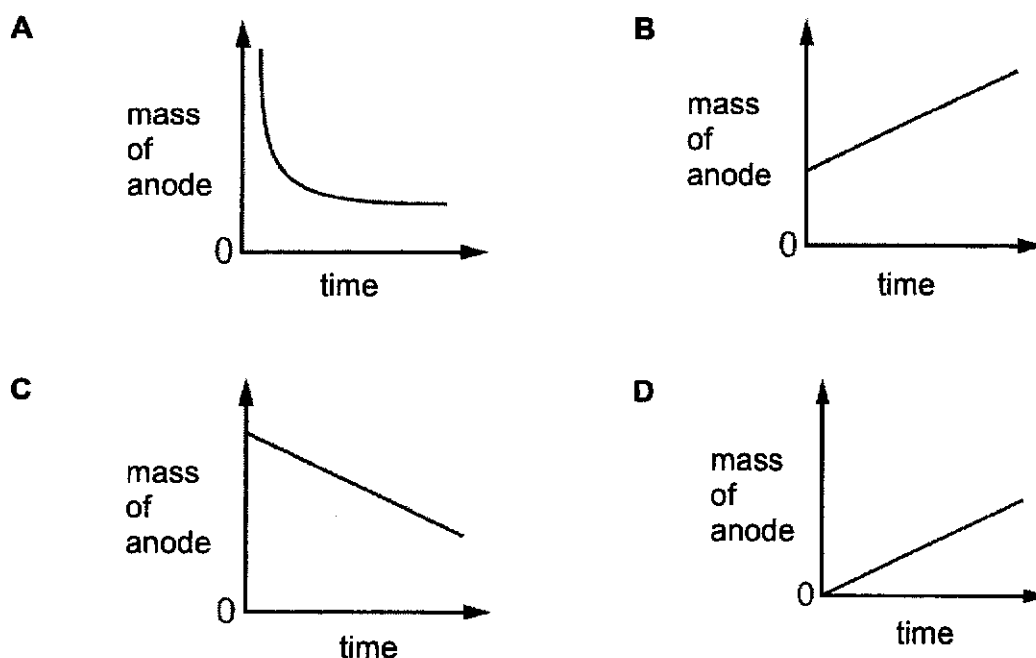 A
mass
of
anode
0
time
B
mass
of
anode
0
time
C
mass
of
anode
0
time
D
mass
of
anode
0
time